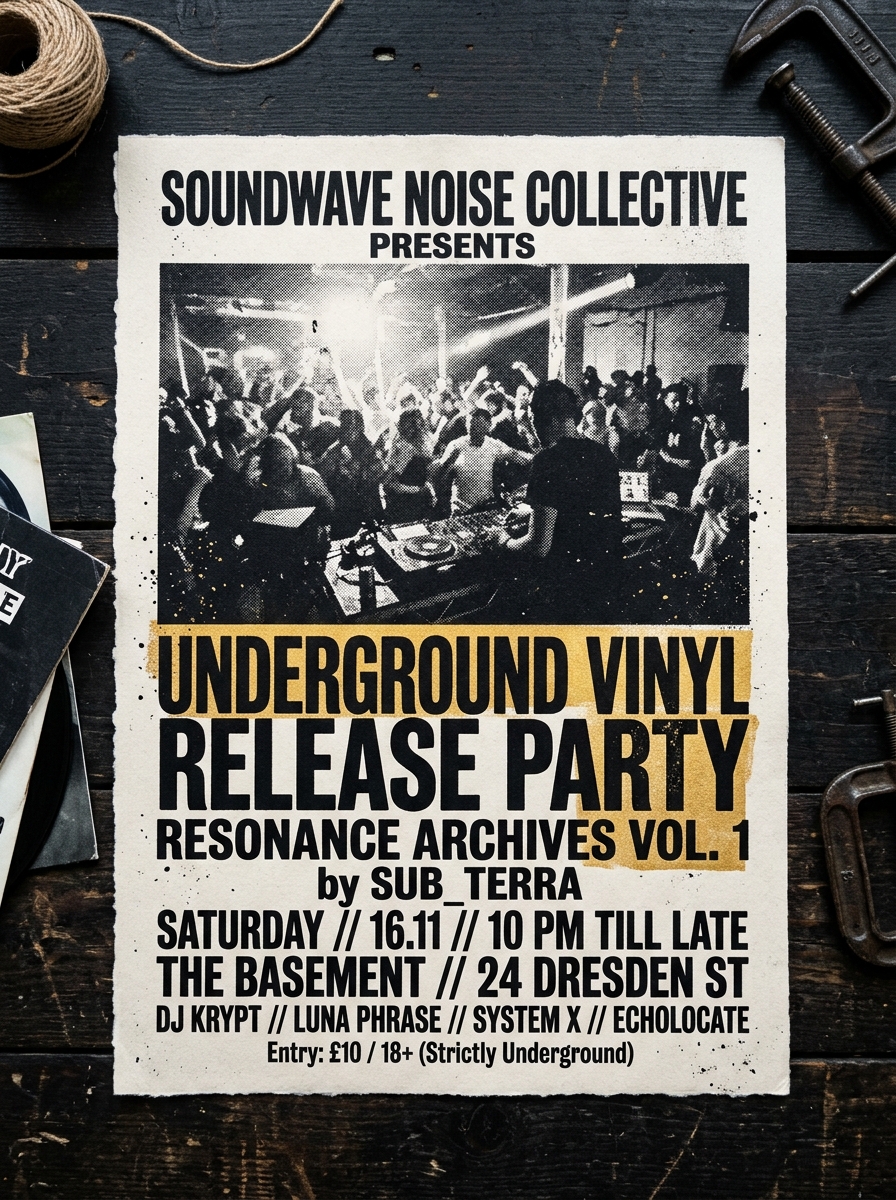 SOUNDWAVE NOISE COLLECTIVE
PRESENTS
UNDERGROUND VINYL
RELEASE PARTY
RESONANCE ARCHIVES VOL. 1
by SUB_TERRA
SATURDAY // 16.11 // 10 PM TILL LATE
THE BASEMENT // 24 DRESDEN ST
DJ KRYPT // LUNA PHRASE // SYSTEM X // ECHOLOCATE
Entry: £10 / 18+ (Strictly Underground)